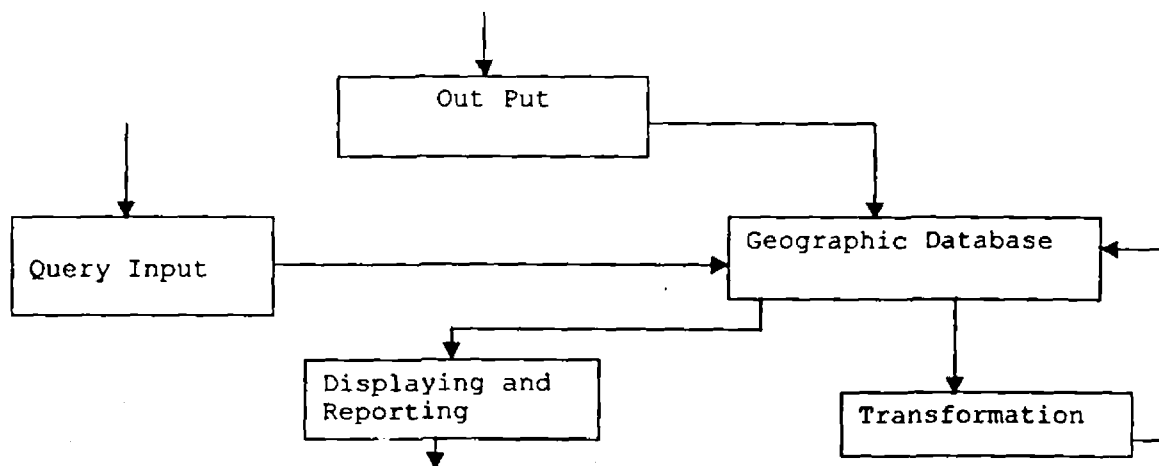 Out Put
Query Input
Geographic Database
Displaying and
Reporting
Transformation